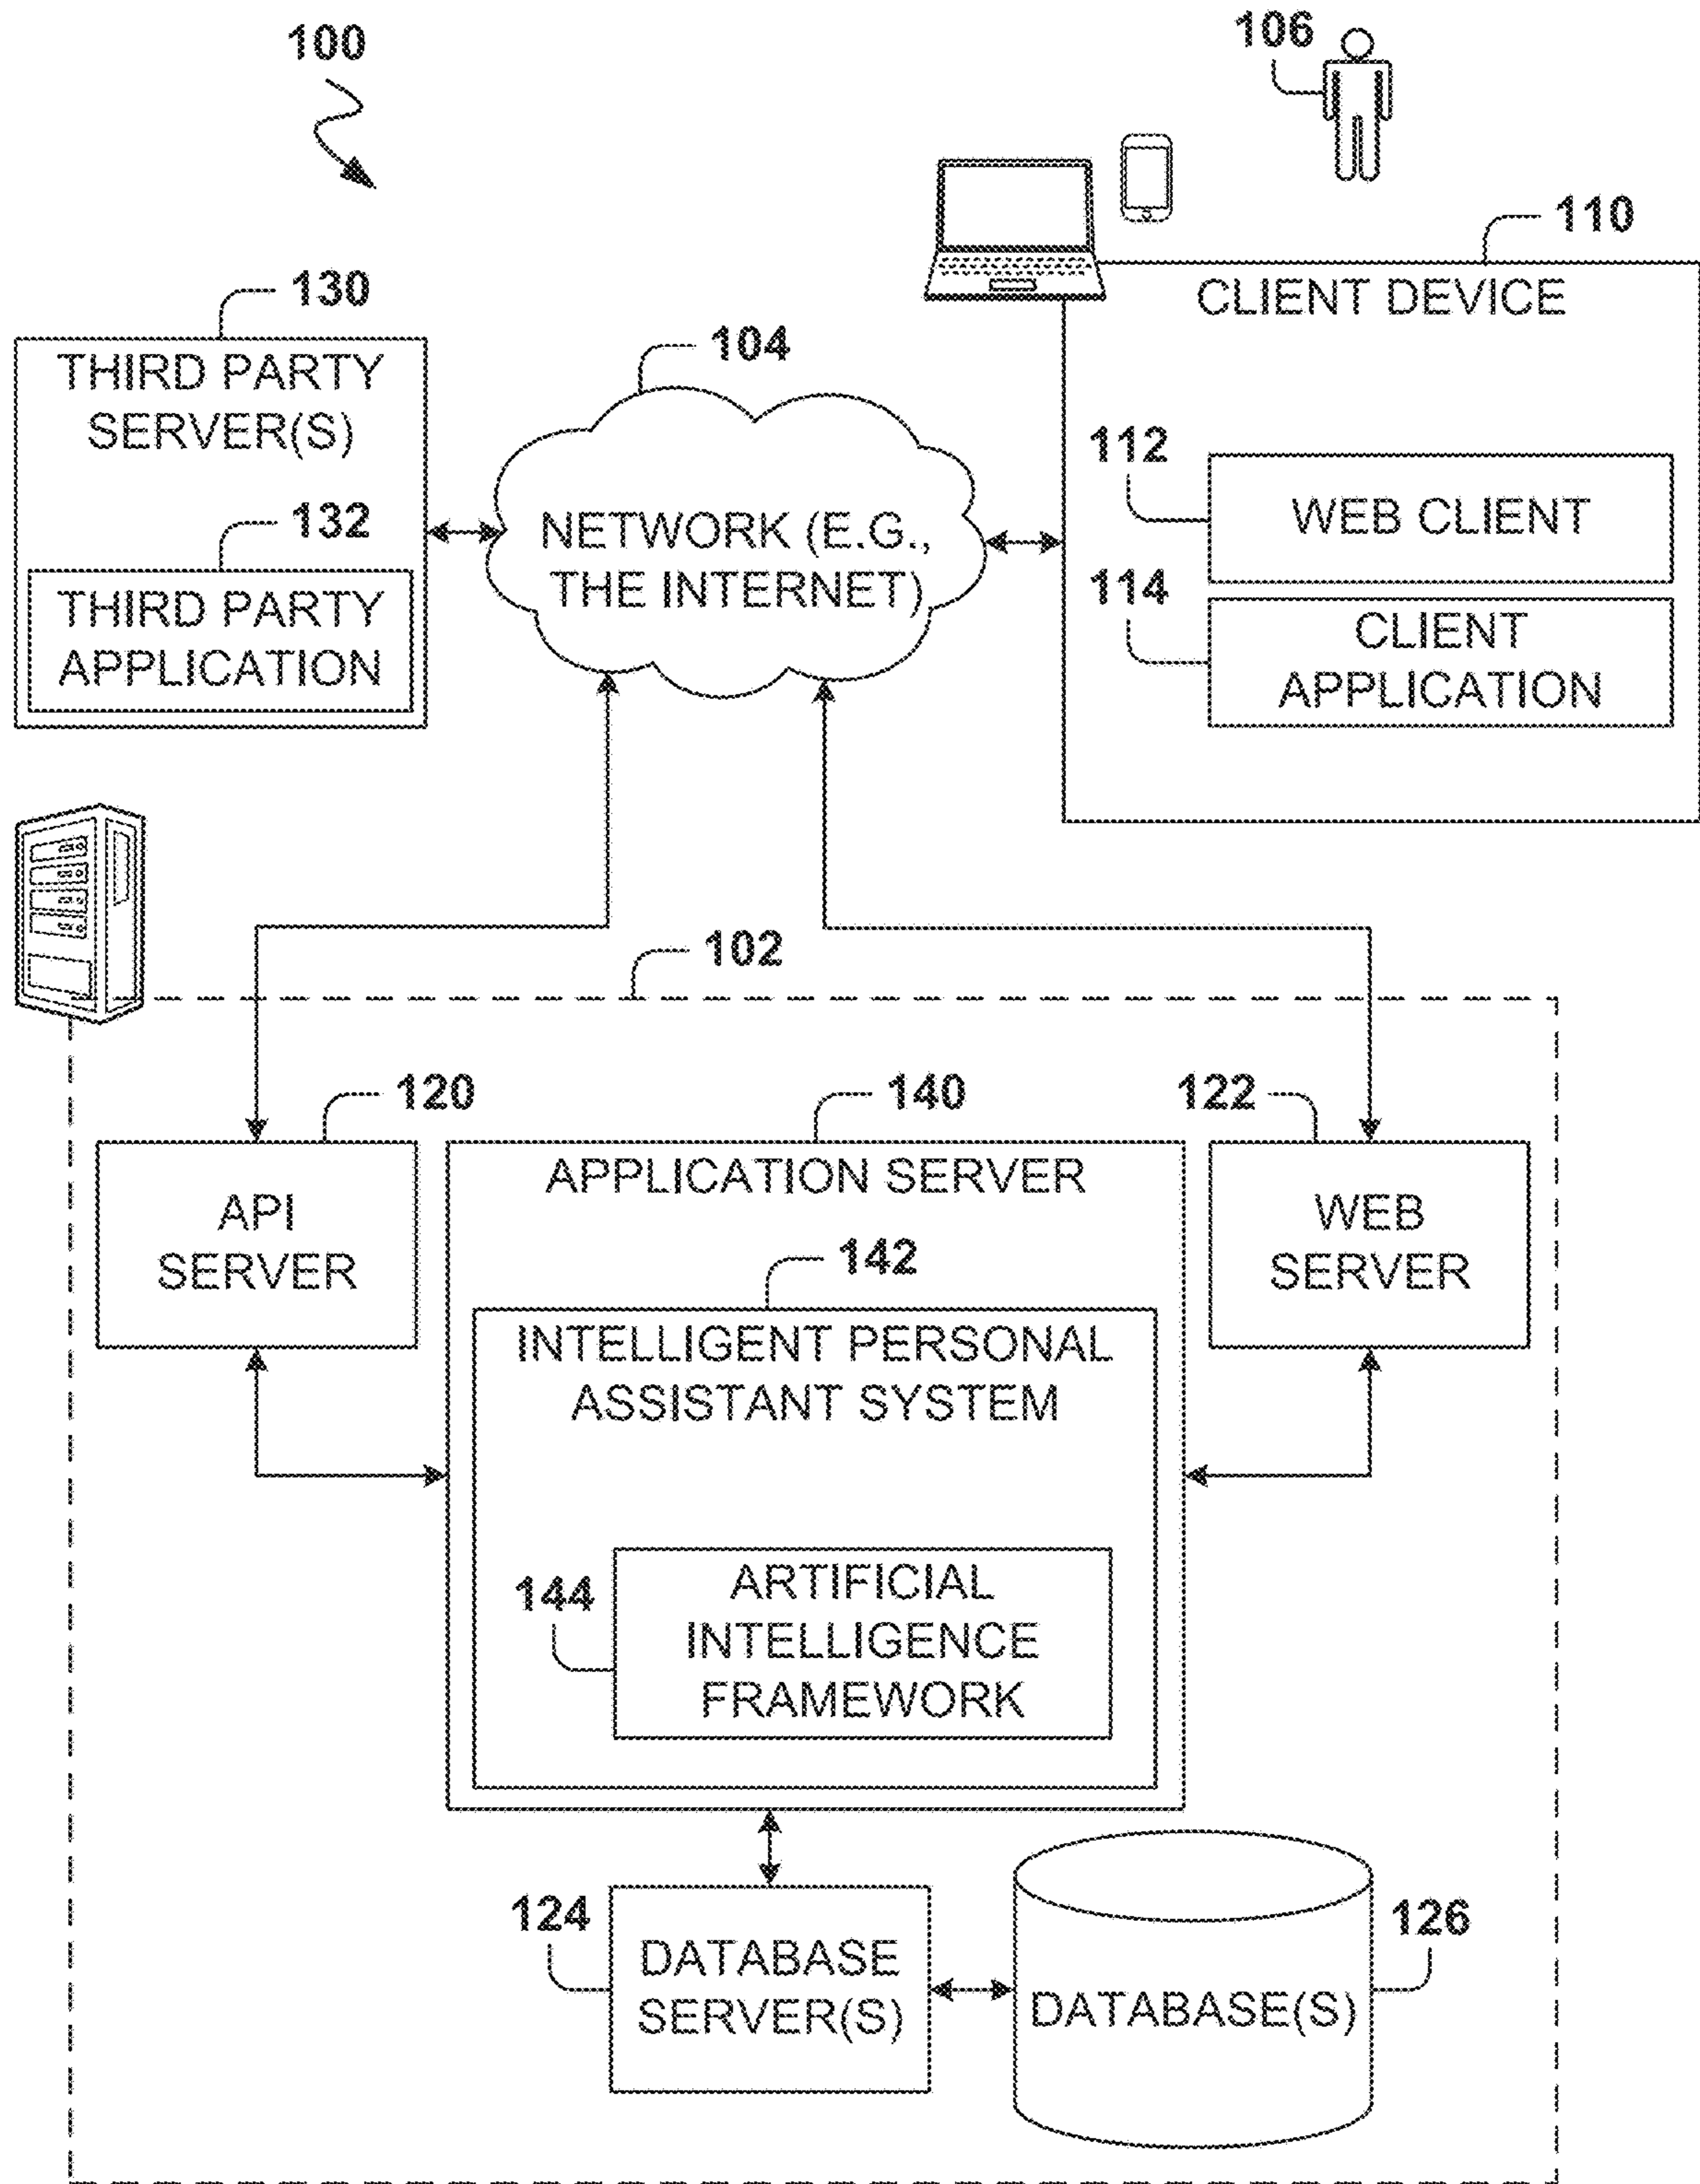 100
106
110
CLIENT DEVICE
130
THIRD PARTY
SERVER(S)
132
THIRD PARTY
APPLICATION
104
NETWORK (E.G.,
THE INTERNET)
112
WEB CLIENT
114
CLIENT
APPLICATION
102
120
API
SERVER
140
APPLICATION SERVER
142
INTELLIGENT PERSONAL
ASSISTANT SYSTEM
144
ARTIFICIAL
INTELLIGENCE
FRAMEWORK
122
WEB
SERVER
124
DATABASE
SERVER(S)
126
DATABASE(S)